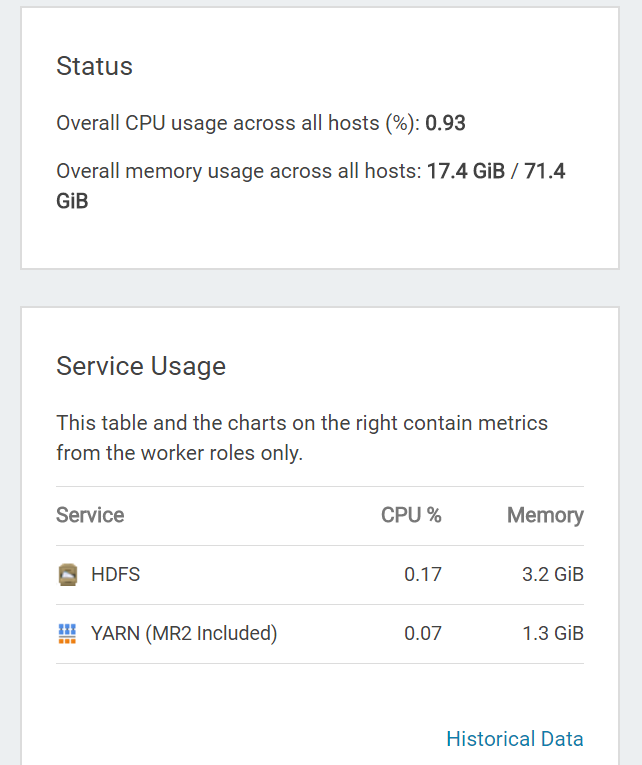 Status
Overall CPU usage across all hosts (%): 0.93
Overall memory usage across all hosts: 17.4 GiB / 71.4
GiB
Service Usage
This table and the charts on the right contain metrics
from the worker roles only.
Service CPU % Memory
HDFS 0.17 3.2 GiB
YARN (MR2 Included) 0.07 1.3 GiB
Historical Data